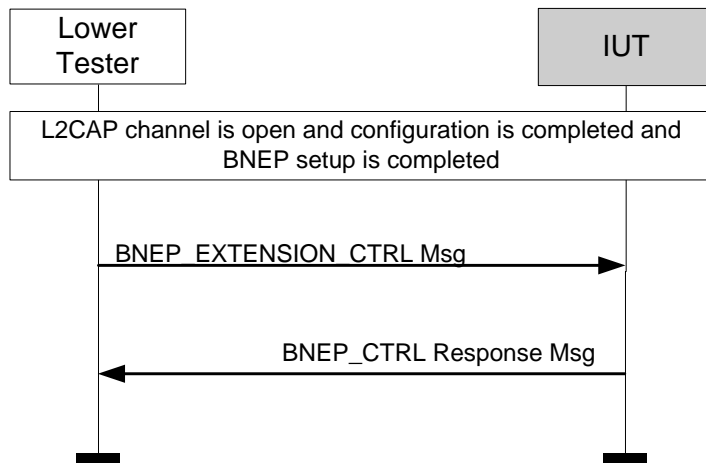 Lower
Tester
IUT
L2CAP channel is open and configuration is completed and
BNEP setup is completed
BNEP_EXTENSION_CTRL Msg
BNEP_CTRL Response Msg